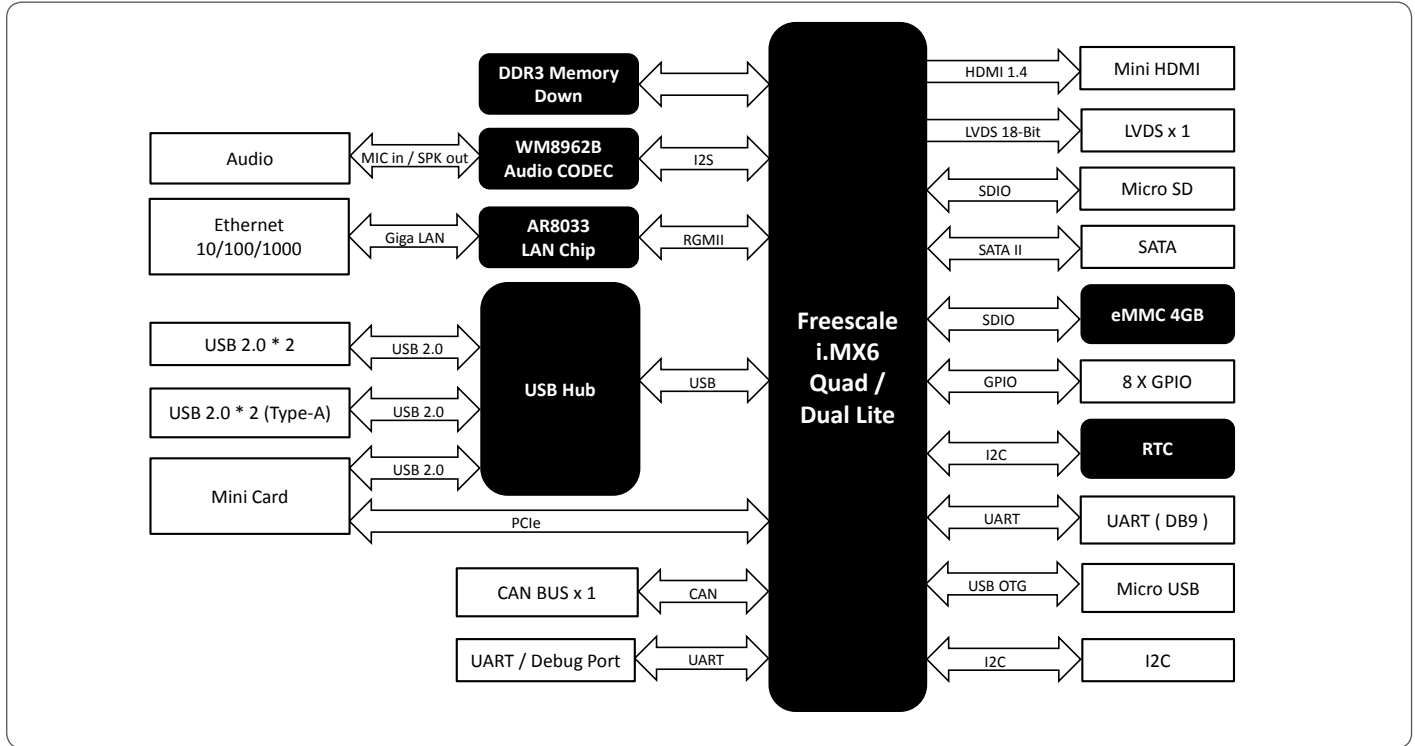 DDR3 Memory
Down
HDMI 1.4
Mini HDMI
Audio
MIC in / SPK out
WM8962B
Audio CODEC
I2S
LVDS 18-Bit
LVDS x 1
SDIO
Micro SD
Ethernet
10/100/1000
Giga LAN
AR8033
LAN Chip
RGMII
SATA II
SATA
Freescale
i.MX6
Quad /
Dual Lite
SDIO
eMMC 4GB
USB 2.0 * 2
USB 2.0
USB Hub
USB
GPIO
8 X GPIO
USB 2.0 * 2 (Type-A)
USB 2.0
I2C
RTC
Mini Card
USB 2.0
PCIe
UART
UART ( DB9 )
CAN BUS x 1
CAN
USB OTG
Micro USB
UART / Debug Port
UART
I2C
I2C